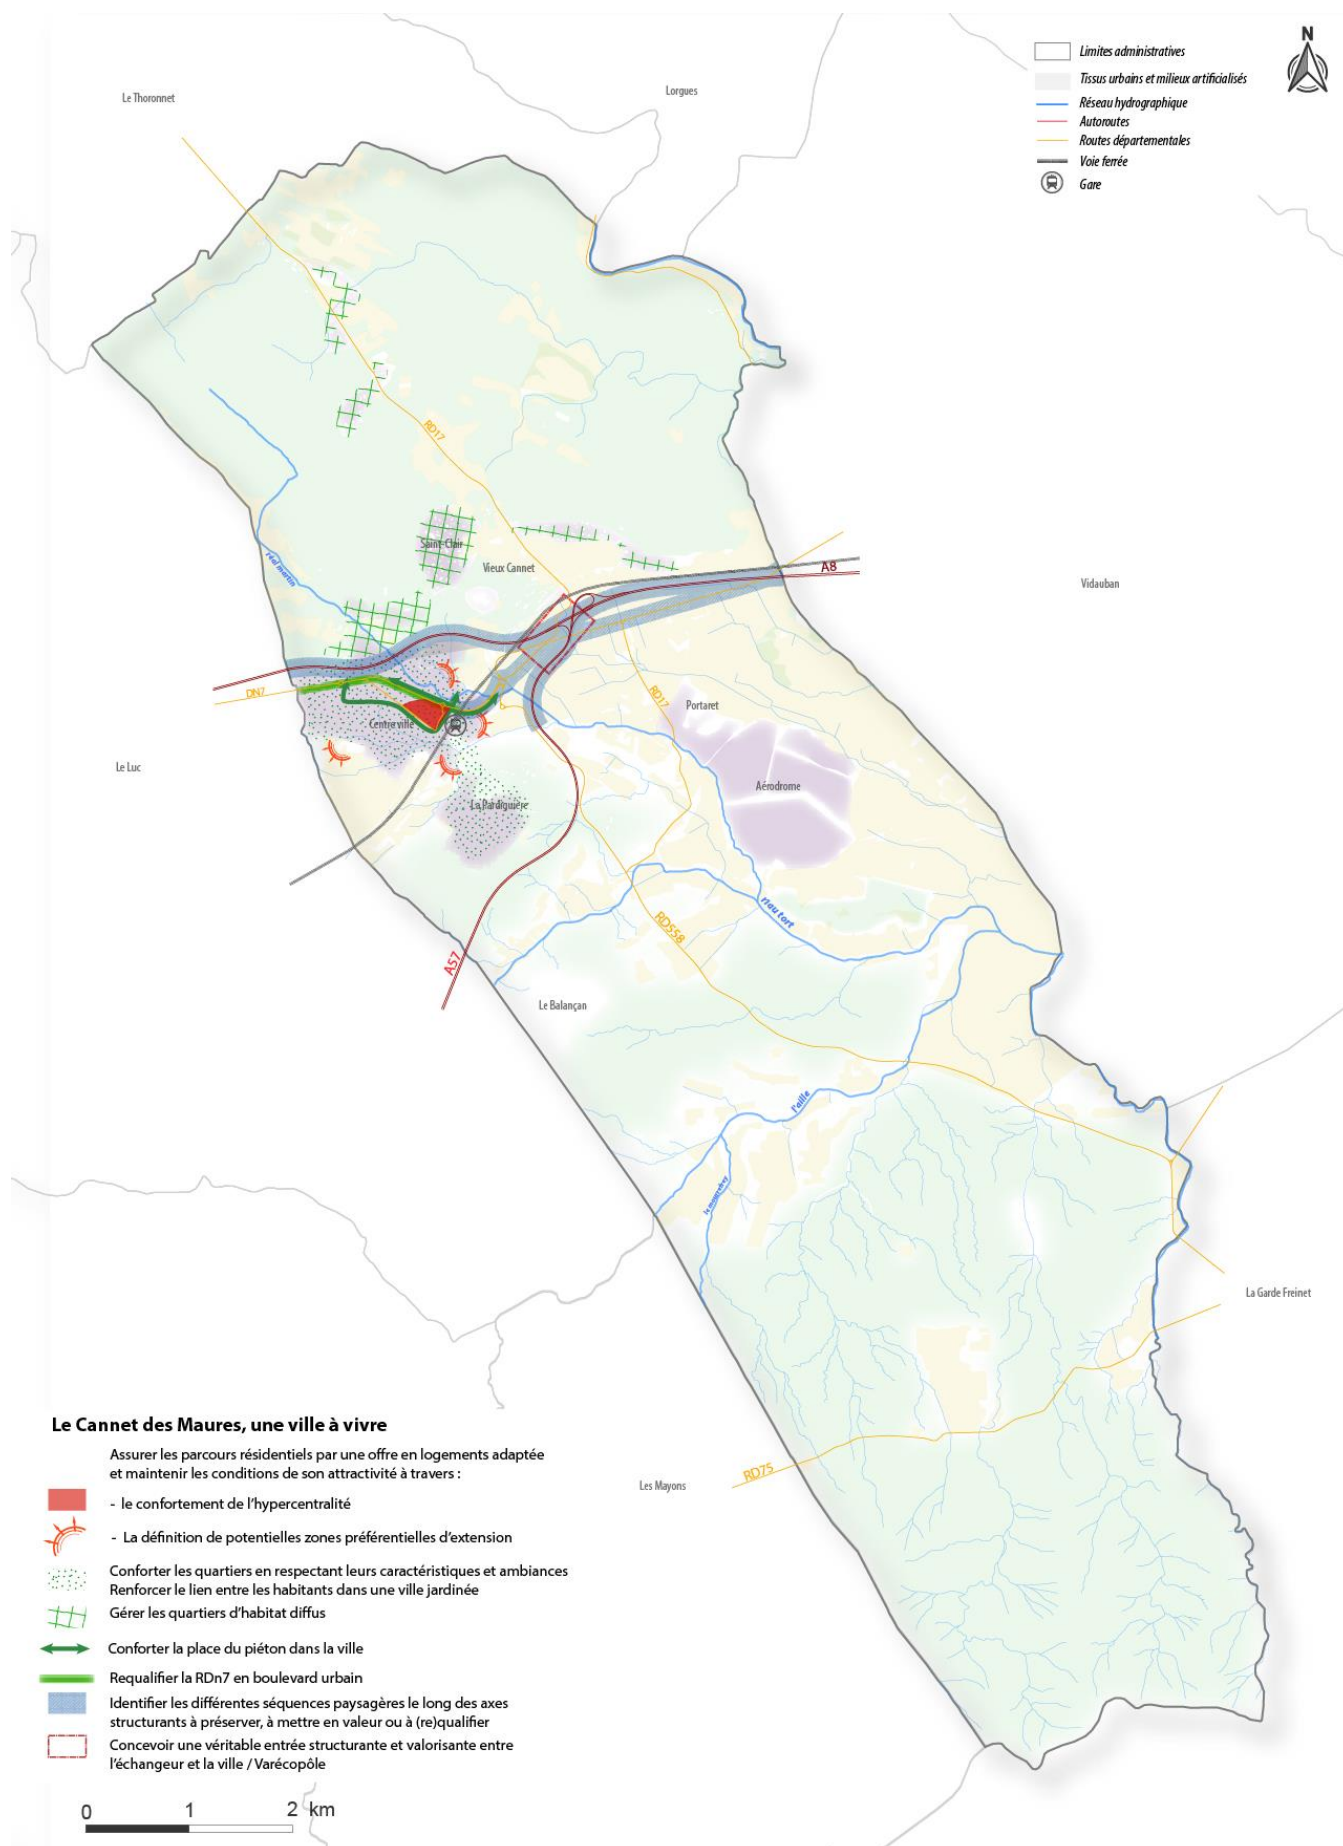 N
Limites administratives
Tissus urbains et milieux artificialisés
Réseau hydrographique
Autoroutes
Routes départementales
Voie ferrée
Gare
Le Thoronnet
Lorgues
RD17
Saint-Clair
Vieux Cannet
réal martin
A8
Vidauban
DN7
RD17
Portaret
Centre ville
Le Luc
Aérodrome
La Pardiguière
riau tort
RD558
A57
Le Balançan
l'aille
La Garde Freinet
RD75
Les Mayons
Le Cannet des Maures, une ville à vivre
Assurer les parcours résidentiels par une offre en logements adaptée
et maintenir les conditions de son attractivité à travers :
- le confortement de l'hypercentralité
- La définition de potentielles zones préférentielles d'extension
Conforter les quartiers en respectant leurs caractéristiques et ambiances
Renforcer le lien entre les habitants dans une ville jardinée
Gérer les quartiers d'habitat diffus
Conforter la place du piéton dans la ville
Requalifier la RDn7 en boulevard urbain
Identifier les différentes séquences paysagères le long des axes
structurants à préserver, à mettre en valeur ou à (re)qualifier
Concevoir une véritable entrée structurante et valorisante entre
l'échangeur et la ville / Varécopôle
0 1 2 km